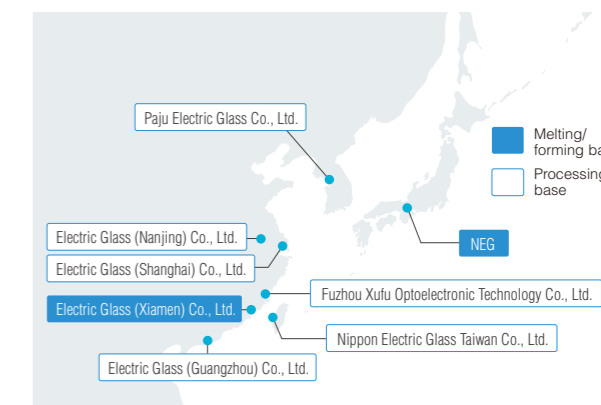 Paju Electric Glass Co., Ltd.
Melting/
forming
Processing
base
Electric Glass (Nanjing) Co., Ltd.
NEG
Electric Glass (Shanghai) Co., Ltd.
Fuzhou Xufu Optoelectronic Technology Co., Ltd.
Electric Glass (Xiamen) Co., Ltd.
Nippon Electric Glass Taiwan Co., Ltd.
Electric Glass (Guangzhou) Co., Ltd.